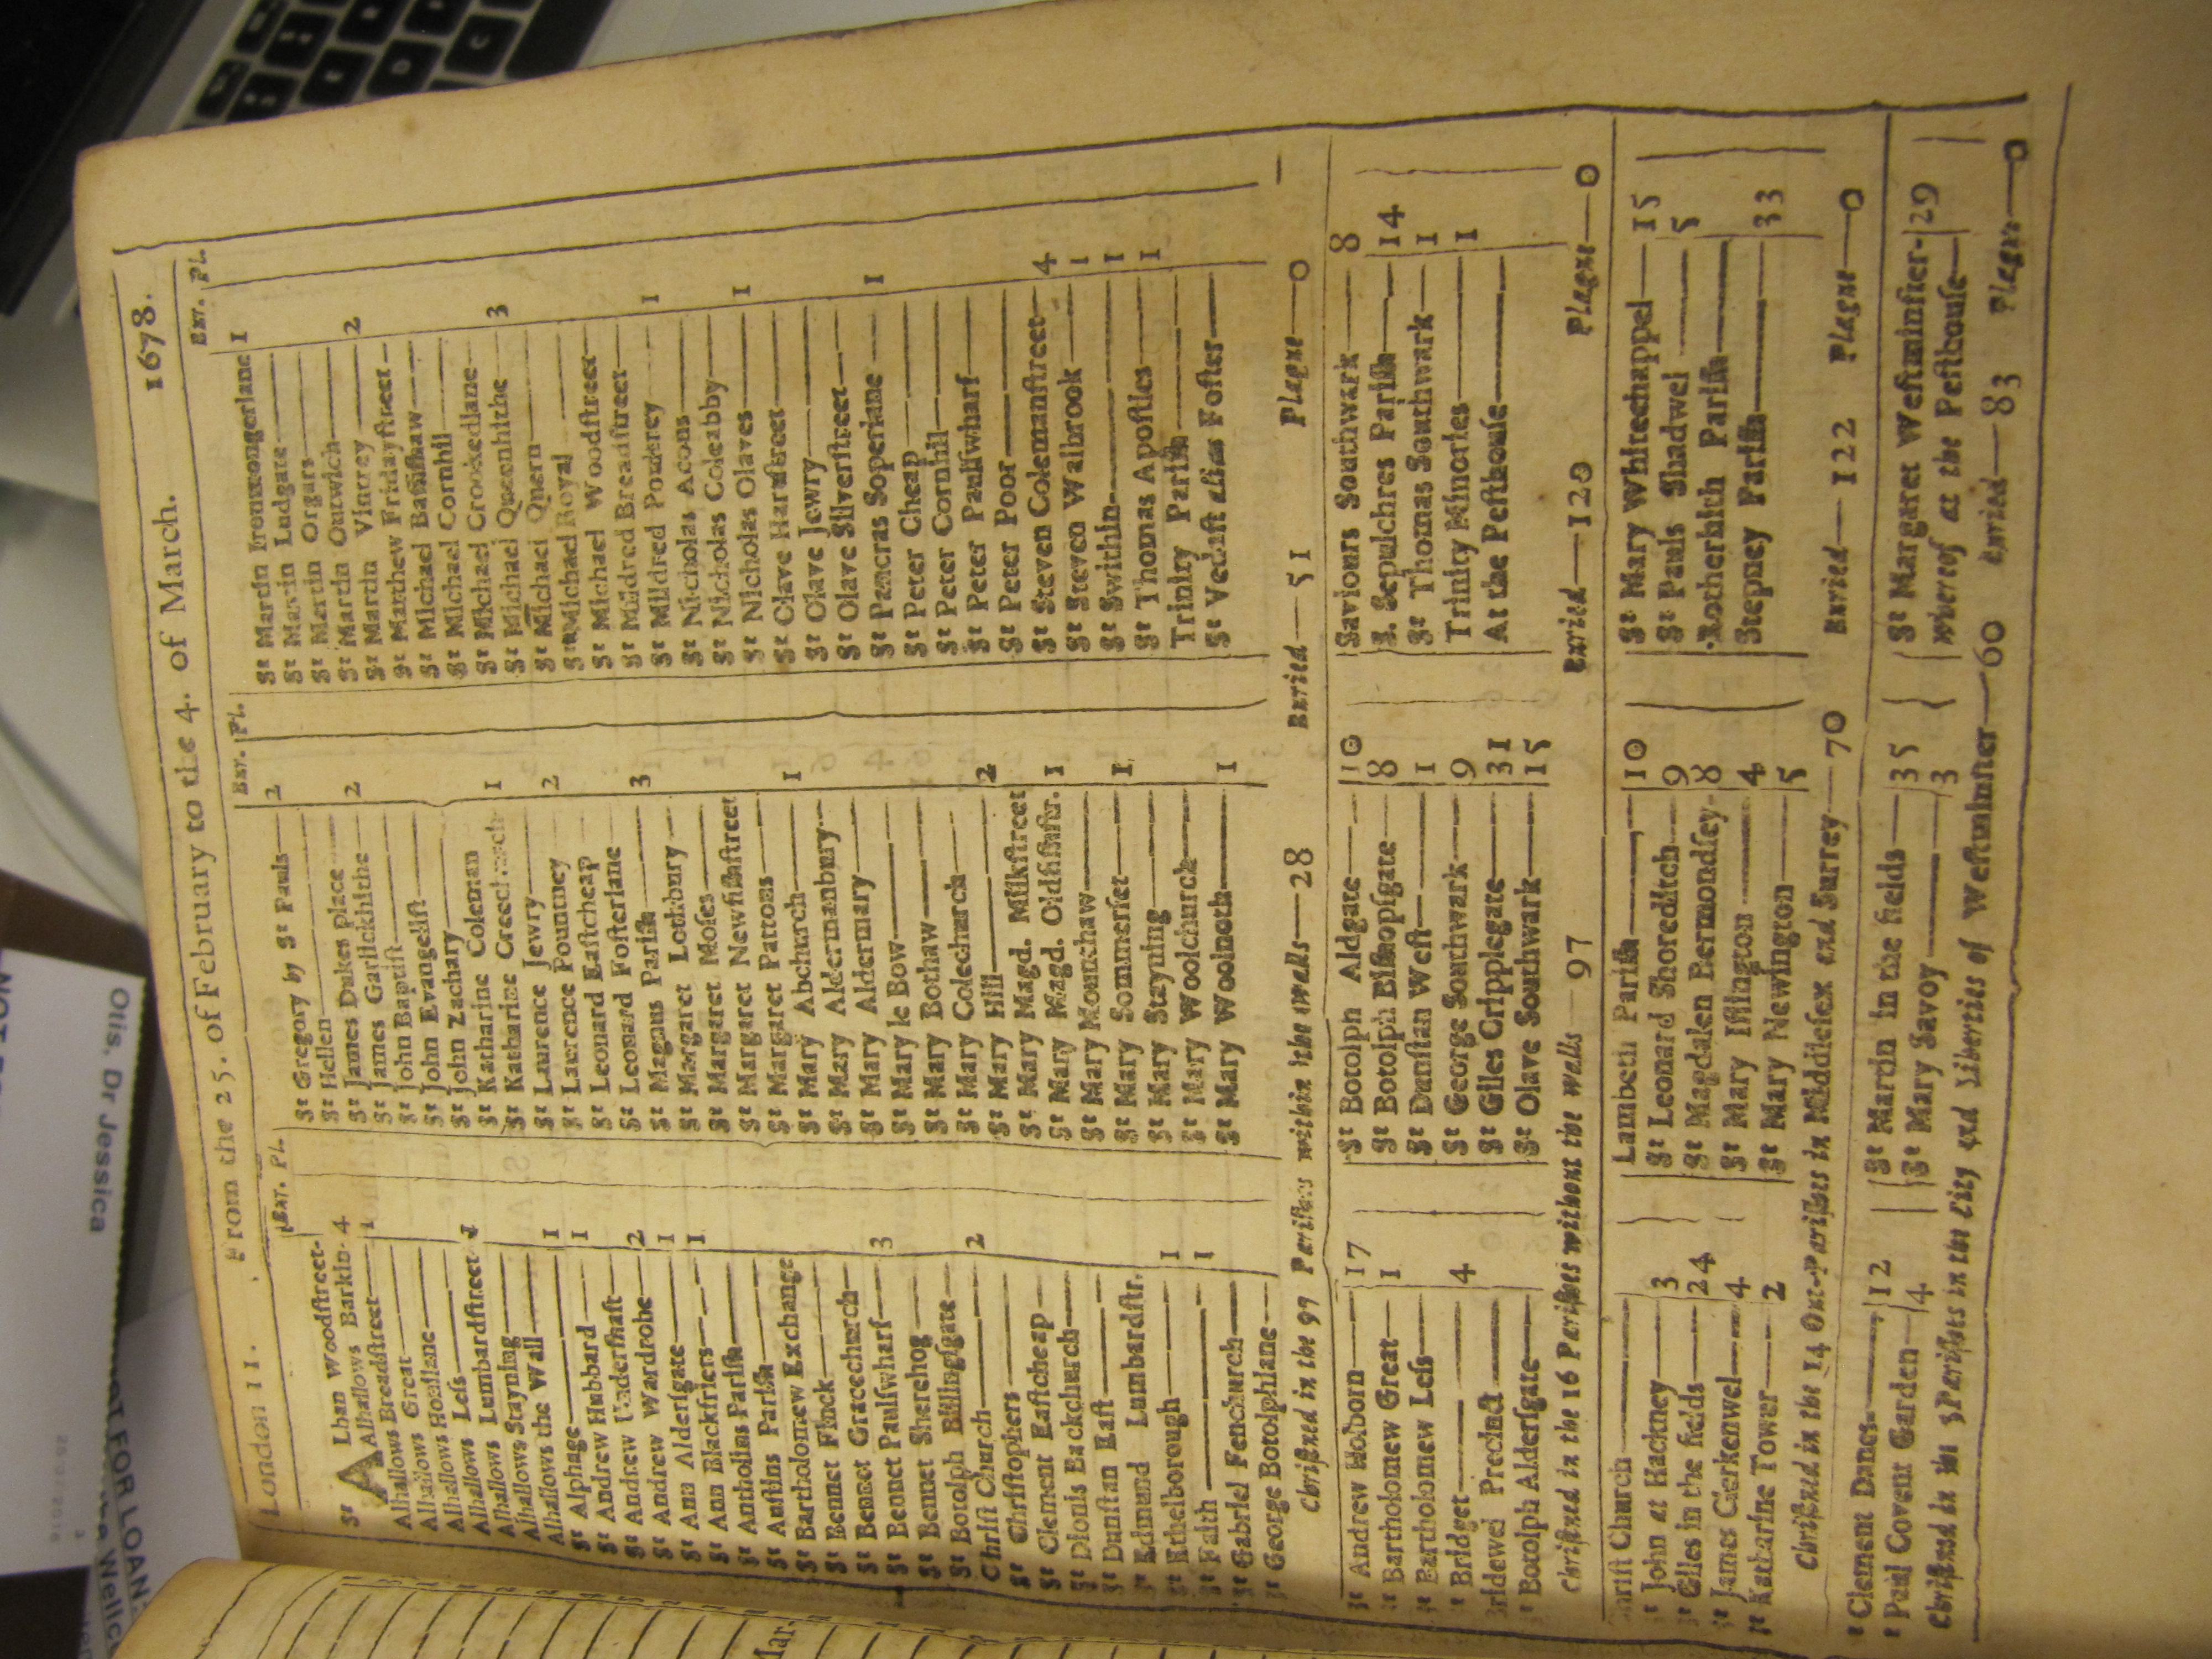 London 11. From the 25. of February to the 4. of March. 1678.
Bur. Pl.
St Alban Woodſtreet-
Alhallows Barkin- 4
Alhallows Breadſtreet— 1
Alhallows Great—
Alhallows Honilane—
Alhallows Leſs—
Alhallows Lumbardſtreet 4
Alhallows Stayning—
Alhallows the Wall—
St Alphage— 1
St Andrew Hubbard— 1
St Andrew Underſhaft—
St Andrew Wardrobe— 2
St Ann Alderſgate— 1
St Ann Blackfriers— 1
St Antholins Pariſh—
St Auſtins Pariſh—
St Bartholomew Exchange
St Bennet Finck—
St Bennet Gracechurch—
St Bennet Paulſwharf— 3
St Bennet Sherehog—
St Botolph Billingſgate—
Chriſt Church— 2
St Chriſtophers—
St Clement Eaſtcheap—
St Dionis Backchurch—
St Dunſtan Eaſt—
St Edmund Lumbardſtr.
St Ethelborough— 1
St Faith— 1
St Gabriel Fenchurch—
St George Botolphlane—
Bur. Pl.
St Gregory by St Pauls— 2
St Hellen—
St James Dukes place—
St James Garlickhithe— 2
St John Baptiſt—
St John Evangeliſt—
St John Zachary—
St Katharine Coleman
St Katharine Creechurch- 1
St Laurence Jewry—
St Laurence Pountney— 2
St Leonard Eaſtcheap
St Leonard Foſterlane
St Magnus Pariſh— 3
St Margaret Lothbury—
St Margaret Moſes—
St Margaret Newfiſhſtreet
St Margaret Pattons—
St Mary Abchurch— 1
St Mary Aldermanbury—
St Mary Aldermary—
St Mary le Bow—
St Mary Bothaw—
St Mary Colechurch—
St Mary Hill— 2
St Mary Magd. Milkſtreet
St Mary Magd. Oldfiſhſtr. 1
St Mary Mounthaw—
St Mary Sommerſet— 1
St Mary Stayning—
St Mary Woolchurch—
St Mary Woolnoth— 1
Bur. Pl.
St Martin Ironmongerlane 1
St Martin Ludgate—
St Martin Orgars—
St Martin Outwich—
St Martin Vintrey— 2
St Matthew Fridayſtreet-
St Michael Baſſiſhaw—
St Michael Cornhil—
St Michael Crookedlane—
St Michael Queenhithe— 3
St Michael Quern—
St Michael Royal
St Michael Woodſtreet—
St Mildred Breadſtreet—
St Mildred Poultrey 1
St Nicholas Acons—
St Nicholas Coleabby—
St Nicholas Olaves— 1
St Olave Hartſtreet—
St Olave Jewry—
St Olave Silverſtreet—
St Pancras Soperlane— 1
St Peter Cheap—
St Peter Cornhil—
St Peter Paulſwharf—
St Peter Poor—
St Steven Colemanſtreet— 4
St Steven Walbrook— 1
St Swithin— 1
St Thomas Apoſtles— 1
Trinity Pariſh—
St Vedaſt alias Foſter—
Chriſtned in the 97 Pariſhes within the walls—28 Buried—51 Plague—0
St Andrew Holborn— 17
St Bartholomew Great— 1
St Bartholomew Leſs—
St Bridget— 4
Bridewel Precinct—
St Botolph Alderſgate—
St Botolph Aldgate— 10
St Botolph Biſhopſgate— 8
St Dunſtan Weſt— 1
St George Southwark— 9
St Giles Cripplegate— 31
St Olave Southwark— 15
Saviours Southwark— 8
S. Sepulchres Pariſh— 14
St Thomas Southwark— 1
Trinity Minories— 1
At the Peſthouſe—
Chriſtned in the 16 Pariſhes without the walls—97 Buried—120 Plague—0
Chriſt Church—
St John at Hackney— 3
St Giles in the fields— 24
St James Clerkenwel— 4
St Katharine Tower— 2
Lambeth Pariſh— 10
St Leonard Shoreditch— 9
St Magdalen Bermondſey- 8
St Mary Iſlington— 4
St Mary Newington— 5
St Mary Whitechappel— 15
St Pauls Shadwel— 5
Rotherhith Pariſh—
Stepney Pariſh— 33
Chriſtned in the 14 Out-Pariſhes in Middleſex and Surrey—70 Buried—122 Plague—0
St Clement Danes— 12
St Paul Covent Garden— 4
St Martin in the fields— 35
St Mary Savoy— 3
St Margaret Weſtminſter- 29
whereof at the Peſthouſe—
Chriſtned in the 5 Pariſhes in the City and Liberties of Weſtminſter—60 Buried—83 Plague—0
Otis, Dr Jessica
NOT FOR LOAN